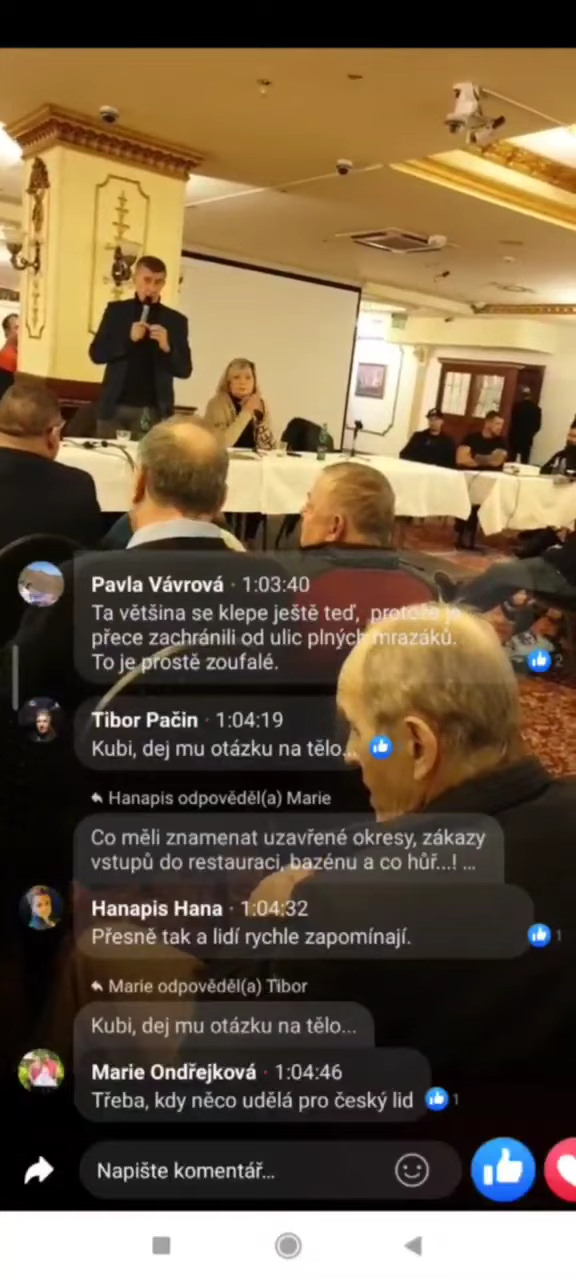 Pavla Vávrová · 1:03:40
Ta většina se klepe ještě teď, protože je
přece zachránili od ulic plných mrazáků.
To je prostě zoufalé.
2
Tibor Pačin · 1:04:19
Kubi, dej mu otázku na tělo...
Hanapis odpověděl(a) Marie
Co měli znamenat uzavřené okresy, zákazy
vstupů do restauraci, bazénu a co hůř...! ...
Hanapis Hana · 1:04:32
Přesně tak a lidí rychle zapomínají.
1
Marie odpověděl(a) Tibor
Kubi, dej mu otázku na tělo...
Marie Ondřejková · 1:04:46
Třeba, kdy něco udělá pro český lid
1
Napište komentář...